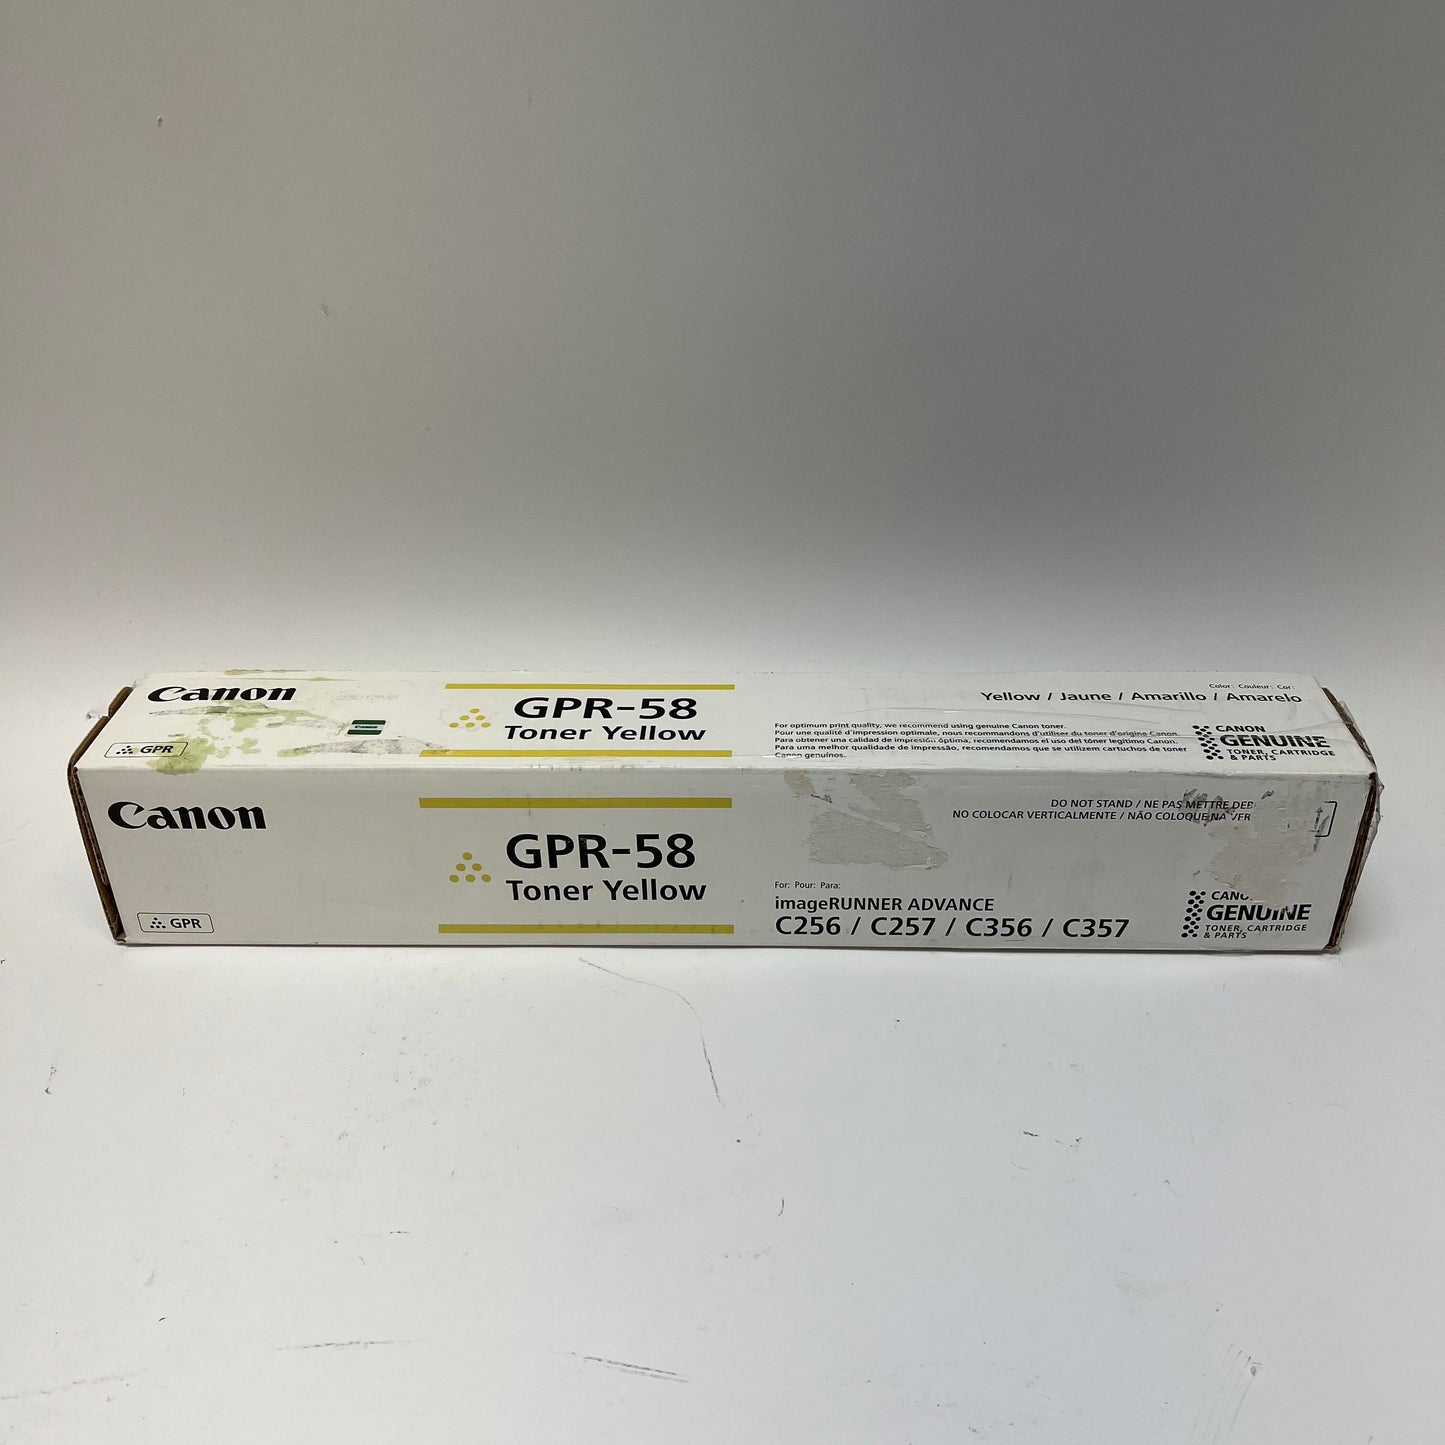 Canon
GPR
GPR-58
Toner Yellow
Color: Couleur: Cor:
Yellow / Jaune / Amarillo / Amarelo
For optimum print quality, we recommend using genuine Canon toner.
Pour une qualité d'impression optimale, nous recommandons d'utiliser du toner d'origine Canon.
Para obtener una calidad de impresión óptima, recomendamos el uso del tóner legítimo Canon.
Para uma melhor qualidade de impressão, recomendamos que se utilizem cartuchos de toner
Canon genuínos.
CANON
GENUINE
TONER, CARTRIDGE
& PARTS
Canon
GPR
GPR-58
Toner Yellow
DO NOT STAND / NE PAS METTRE DEB
NO COLOCAR VERTICALMENTE / NÃO COLOQUE NA VER
For: Pour: Para:
imageRUNNER ADVANCE
C256 / C257 / C356 / C357
GENUINE
TONER, CARTRIDGE
& PARTS